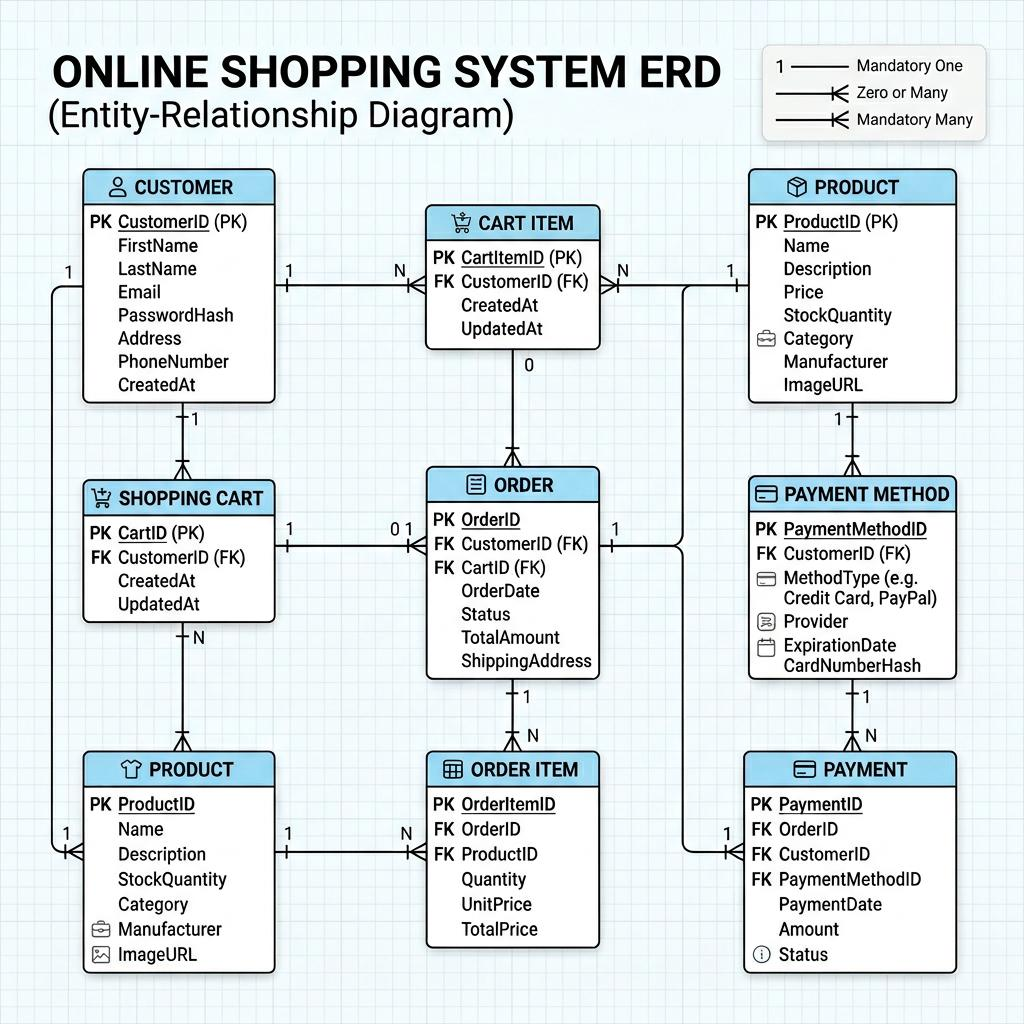 ONLINE SHOPPING SYSTEM ERD
(Entity-Relationship Diagram)
1 Mandatory One
Zero or Many
Mandatory Many
CUSTOMER
PK CustomerID (PK)
FirstName
LastName
Email
PasswordHash
Address
PhoneNumber
CreatedAt
CART ITEM
PK CartItemID (PK)
FK CustomerID (FK)
CreatedAt
UpdatedAt
PRODUCT
PK ProductID (PK)
Name
Description
Price
StockQuantity
Category
Manufacturer
ImageURL
1
1
N
N
1
0
1
1
SHOPPING CART
PK CartID (PK)
FK CustomerID (FK)
CreatedAt
UpdatedAt
ORDER
PK OrderID
FK CustomerID (FK)
FK CartID (FK)
OrderDate
Status
TotalAmount
ShippingAddress
PAYMENT METHOD
PK PaymentMethodID
FK CustomerID (FK)
MethodType (e.g.
Credit Card, PayPal)
Provider
ExpirationDate
CardNumberHash
1
0 1
1
N
1
N
1
N
PRODUCT
PK ProductID
Name
Description
StockQuantity
Category
Manufacturer
ImageURL
ORDER ITEM
PK OrderItemID
FK OrderID
FK ProductID
Quantity
UnitPrice
TotalPrice
PAYMENT
PK PaymentID
FK OrderID
FK CustomerID
FK PaymentMethodID
PaymentDate
Amount
Status
1
1
N
1